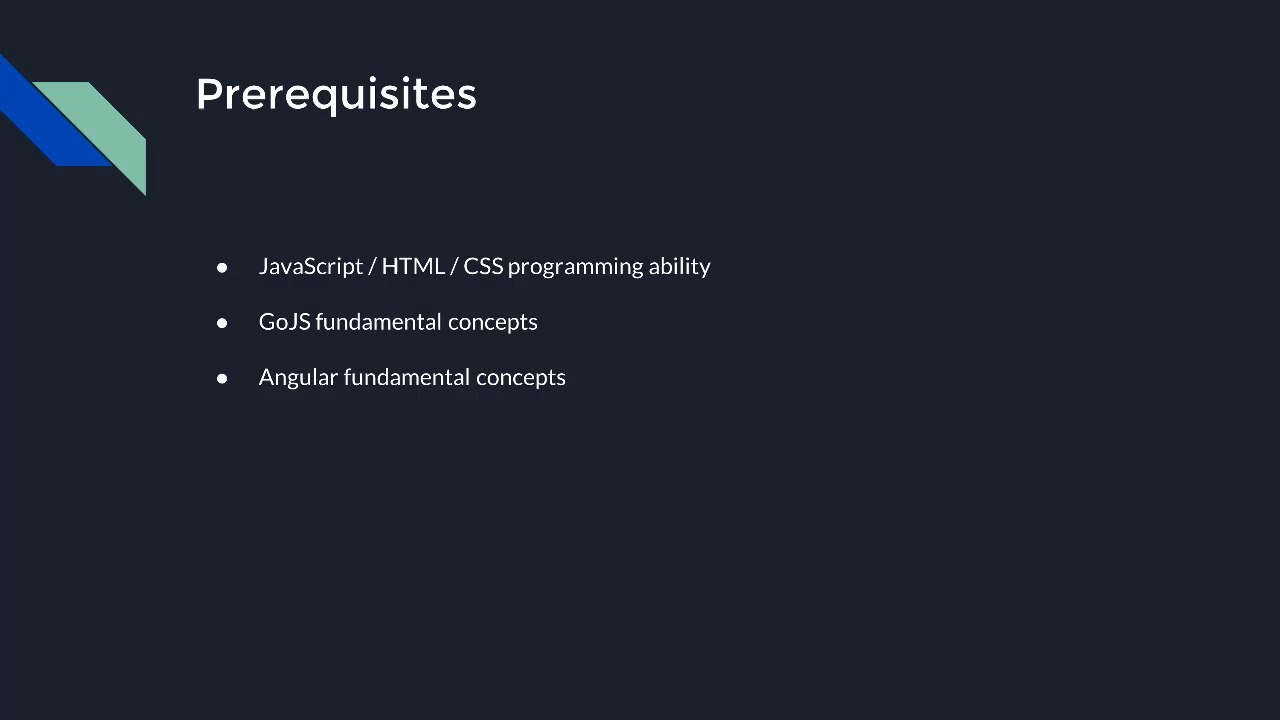 Prerequisites
● JavaScript / HTML / CSS programming ability
● GoJS fundamental concepts
● Angular fundamental concepts